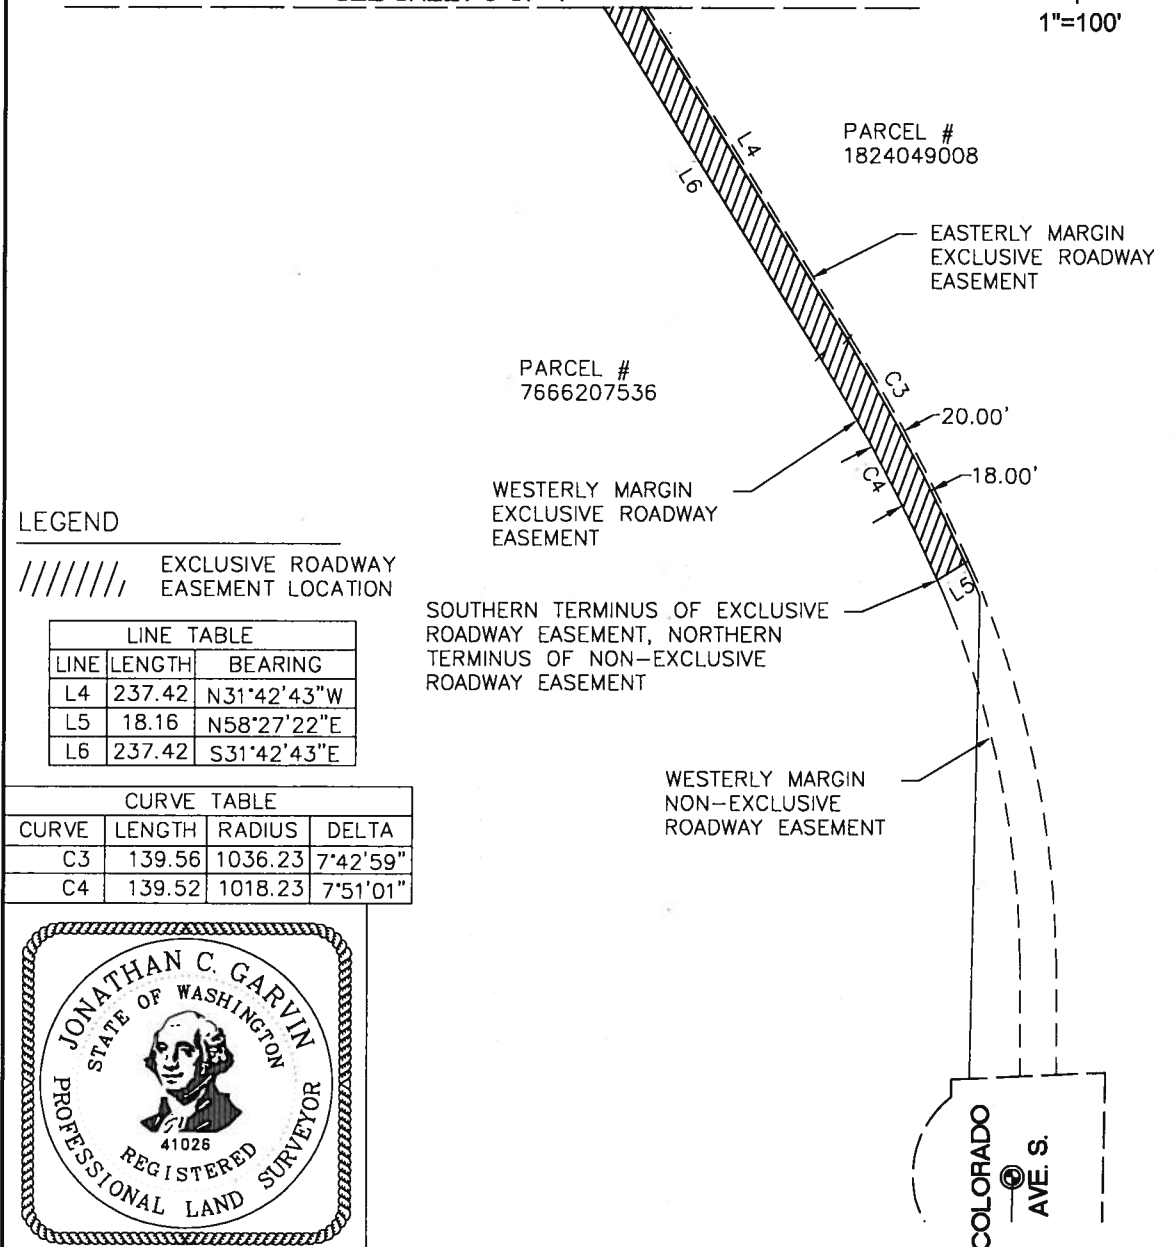 1"=100'
L4
L6
PARCEL #
1824049008
EASTERLY MARGIN
EXCLUSIVE ROADWAY
EASEMENT
PARCEL #
7666207536
C3
20.00'
C4
18.00'
WESTERLY MARGIN
EXCLUSIVE ROADWAY
EASEMENT
L5
SOUTHERN TERMINUS OF EXCLUSIVE
ROADWAY EASEMENT, NORTHERN
TERMINUS OF NON-EXCLUSIVE
ROADWAY EASEMENT
WESTERLY MARGIN
NON-EXCLUSIVE
ROADWAY EASEMENT
LEGEND
EXCLUSIVE ROADWAY
EASEMENT LOCATION
LINE TABLE
LINE LENGTH BEARING
L4 237.42 N31°42'43"W
L5 18.16 N58°27'22"E
L6 237.42 S31°42'43"E
CURVE TABLE
CURVE LENGTH RADIUS DELTA
C3 139.56 1036.23 7°42'59"
C4 139.52 1018.23 7°51'01"
JONATHAN C. GARVIN
STATE OF WASHINGTON
41026
REGISTERED
PROFESSIONAL LAND SURVEYOR
COLORADO
AVE. S.